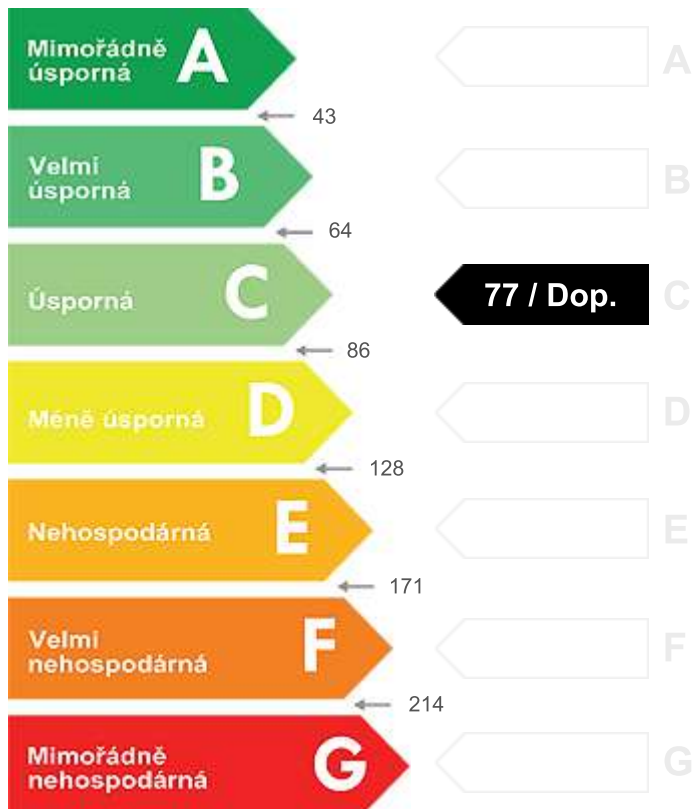 Mimořádně
úsporná
A
A
43
Velmi
úsporná
B
B
64
Úsporná
C
77 / Dop.
C
86
Méně úsporná
D
D
128
Nehospodárná
E
E
171
Velmi
nehospodárná
F
F
214
Mimořádně
nehospodárná
G
G